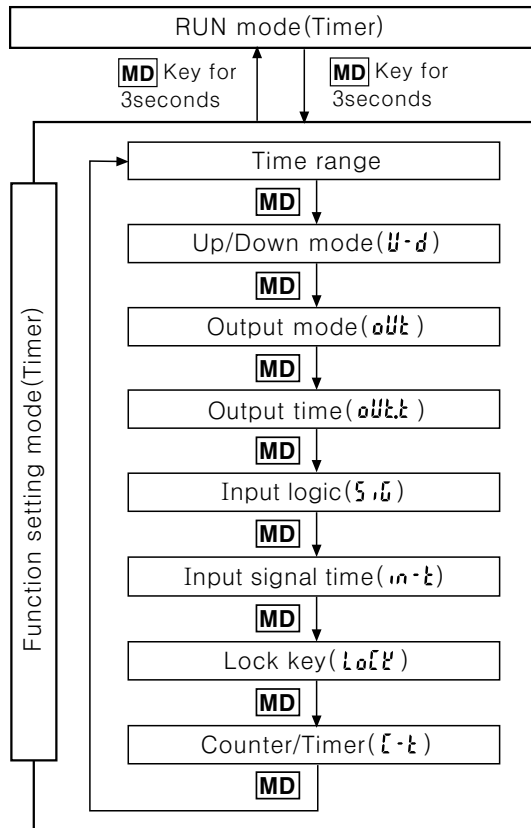 RUN mode(Timer)
MD Key for
3seconds
MD Key for
3seconds
Function setting mode(Timer)
Time range
MD
Up/Down mode(U-d)
MD
Output mode(oUt)
MD
Output time(oUt.t)
MD
Input logic(SiG)
MD
Input signal time(in-t)
MD
Lock key(LoCK)
MD
Counter/Timer(C-t)
MD